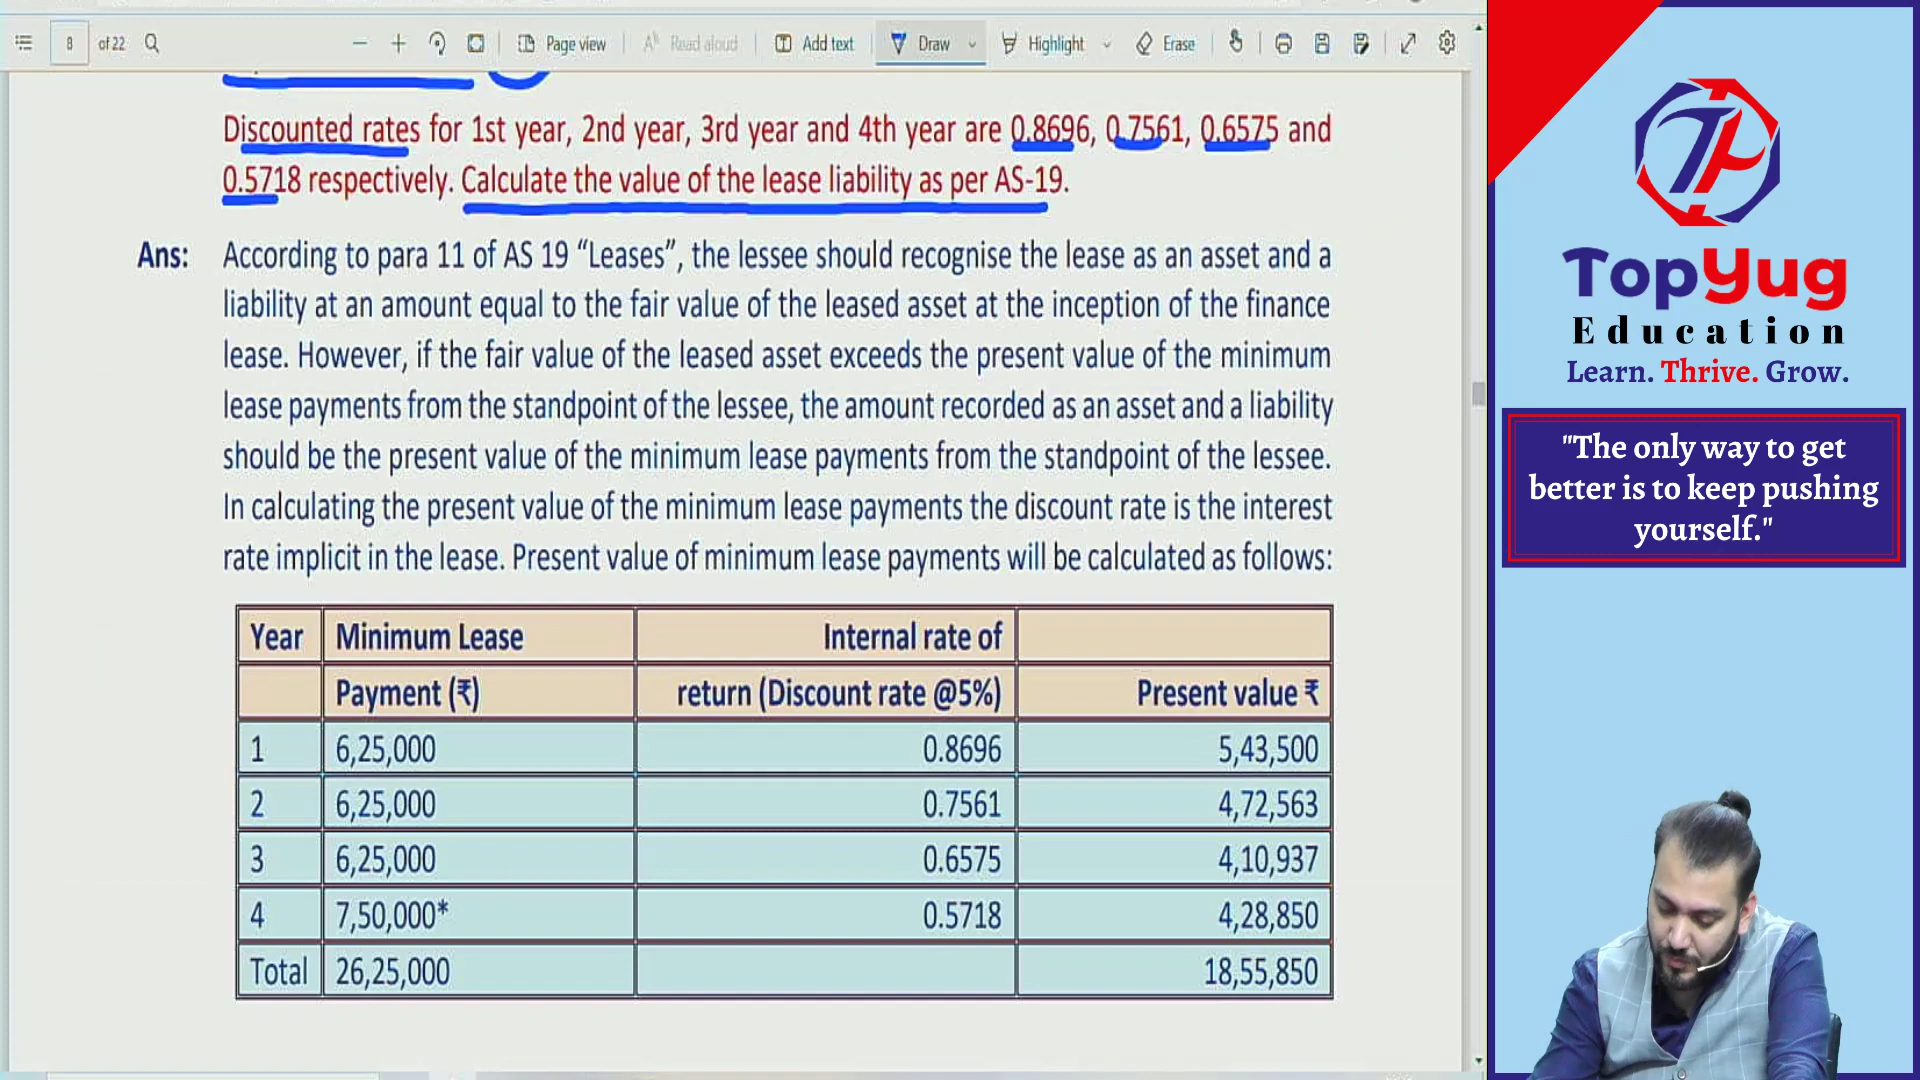 8 of 22 Page view Read aloud Add text Draw Highlight Erase
Discounted rates for 1st year, 2nd year, 3rd year and 4th year are 0.8696, 0.7561, 0.6575 and
0.5718 respectively. Calculate the value of the lease liability as per AS-19.
Ans: According to para 11 of AS 19 “Leases”, the lessee should recognise the lease as an asset and a
liability at an amount equal to the fair value of the leased asset at the inception of the finance
lease. However, if the fair value of the leased asset exceeds the present value of the minimum
lease payments from the standpoint of the lessee, the amount recorded as an asset and a liability
should be the present value of the minimum lease payments from the standpoint of the lessee.
In calculating the present value of the minimum lease payments the discount rate is the interest
rate implicit in the lease. Present value of minimum lease payments will be calculated as follows:
Year Minimum Lease Internal rate of
Payment (₹) return (Discount rate @5%) Present value ₹
1 6,25,000 0.8696 5,43,500
2 6,25,000 0.7561 4,72,563
3 6,25,000 0.6575 4,10,937
4 7,50,000* 0.5718 4,28,850
Total 26,25,000 18,55,850
TopYug
Education
Learn. Thrive. Grow.
"The only way to get
better is to keep pushing
yourself."